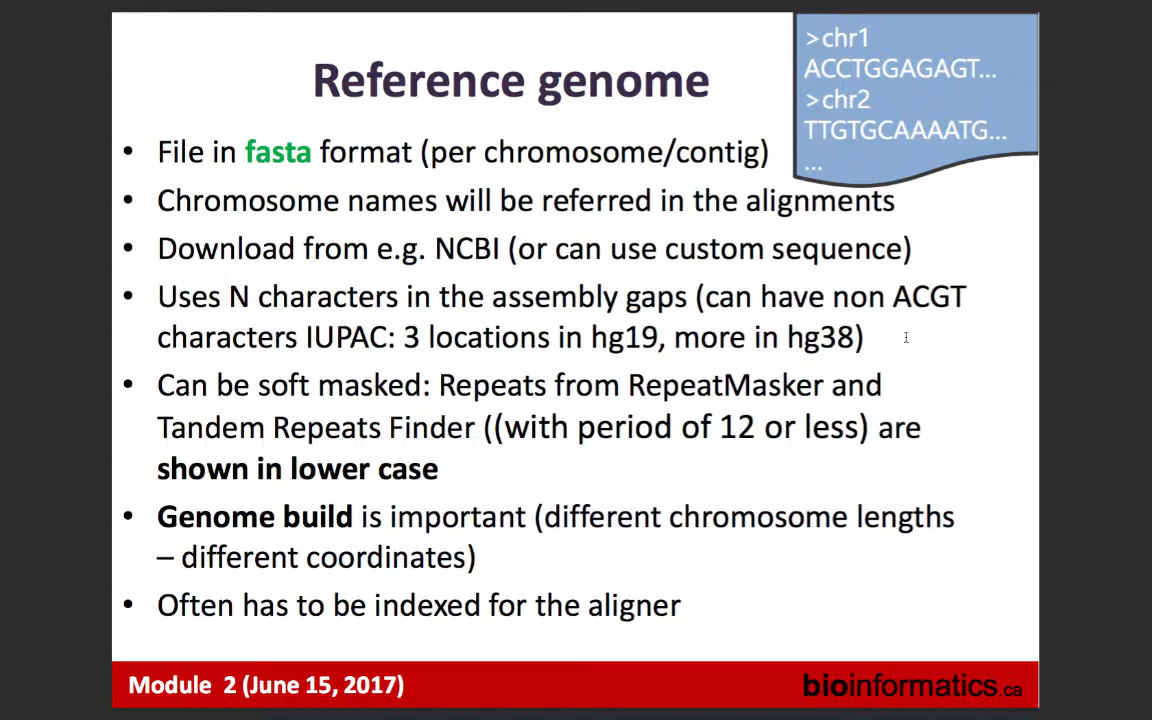 Reference genome
>chr1
ACCTGGAGAGT...
>chr2
TTGTGCAAAATG...
...
• File in fasta format (per chromosome/contig)
• Chromosome names will be referred in the alignments
• Download from e.g. NCBI (or can use custom sequence)
• Uses N characters in the assembly gaps (can have non ACGT
characters IUPAC: 3 locations in hg19, more in hg38)
• Can be soft masked: Repeats from RepeatMasker and
Tandem Repeats Finder ((with period of 12 or less) are
shown in lower case
• Genome build is important (different chromosome lengths
– different coordinates)
• Often has to be indexed for the aligner
Module 2 (June 15, 2017)
bioinformatics.ca